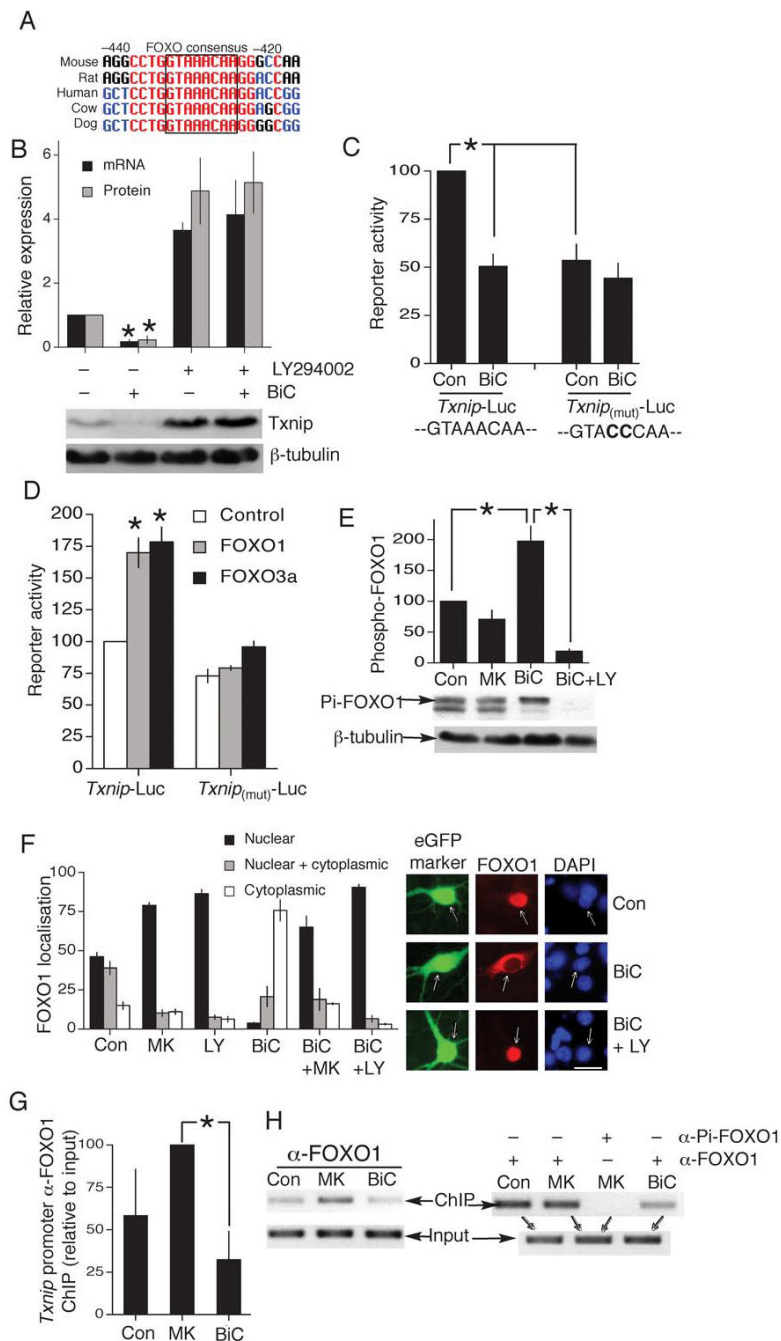 A
–440 FOXO consensus –420
Mouse AGGCCTGGTAAACAAGGGCCAA
Rat AGGCCTGGTAAACAAGGACCAA
Human GCTCCTGGTAAACAAGGACCGG
Cow GCTCCTGGTAAACAAGGAGCGG
Dog GCTCCTGGTAAACAAGGGGCGG
B
6
4
2
0
Relative expression
mRNA
Protein
* *
– – + + LY294002
– + – + BiC
Txnip
β-tubulin
C
100
75
50
25
0
Reporter activity
*
Con BiC Con BiC
Txnip-Luc Txnip(mut)-Luc
--GTAAACAA-- --GTACCCAA--
D
200
175
150
125
100
75
50
25
0
Reporter activity
* *
Control
FOXO1
FOXO3a
Txnip-Luc Txnip(mut)-Luc
E
200
150
100
50
0
Phospho-FOXO1
* *
Con MK BiC BiC+LY
Pi-FOXO1
β-tubulin
F
100
75
50
25
0
FOXO1 localisation
Nuclear
Nuclear + cytoplasmic
Cytoplasmic
Con MK LY BiC BiC +MK BiC +LY
eGFP marker FOXO1 DAPI
Con
BiC
BiC + LY
G
100
75
50
25
0
Txnip promoter α-FOXO1
ChIP (relative to input)
*
Con MK BiC
H
α-FOXO1
Con MK BiC
ChIP
Input
– – + – α-Pi-FOXO1
+ + – + α-FOXO1
Con MK MK BiC